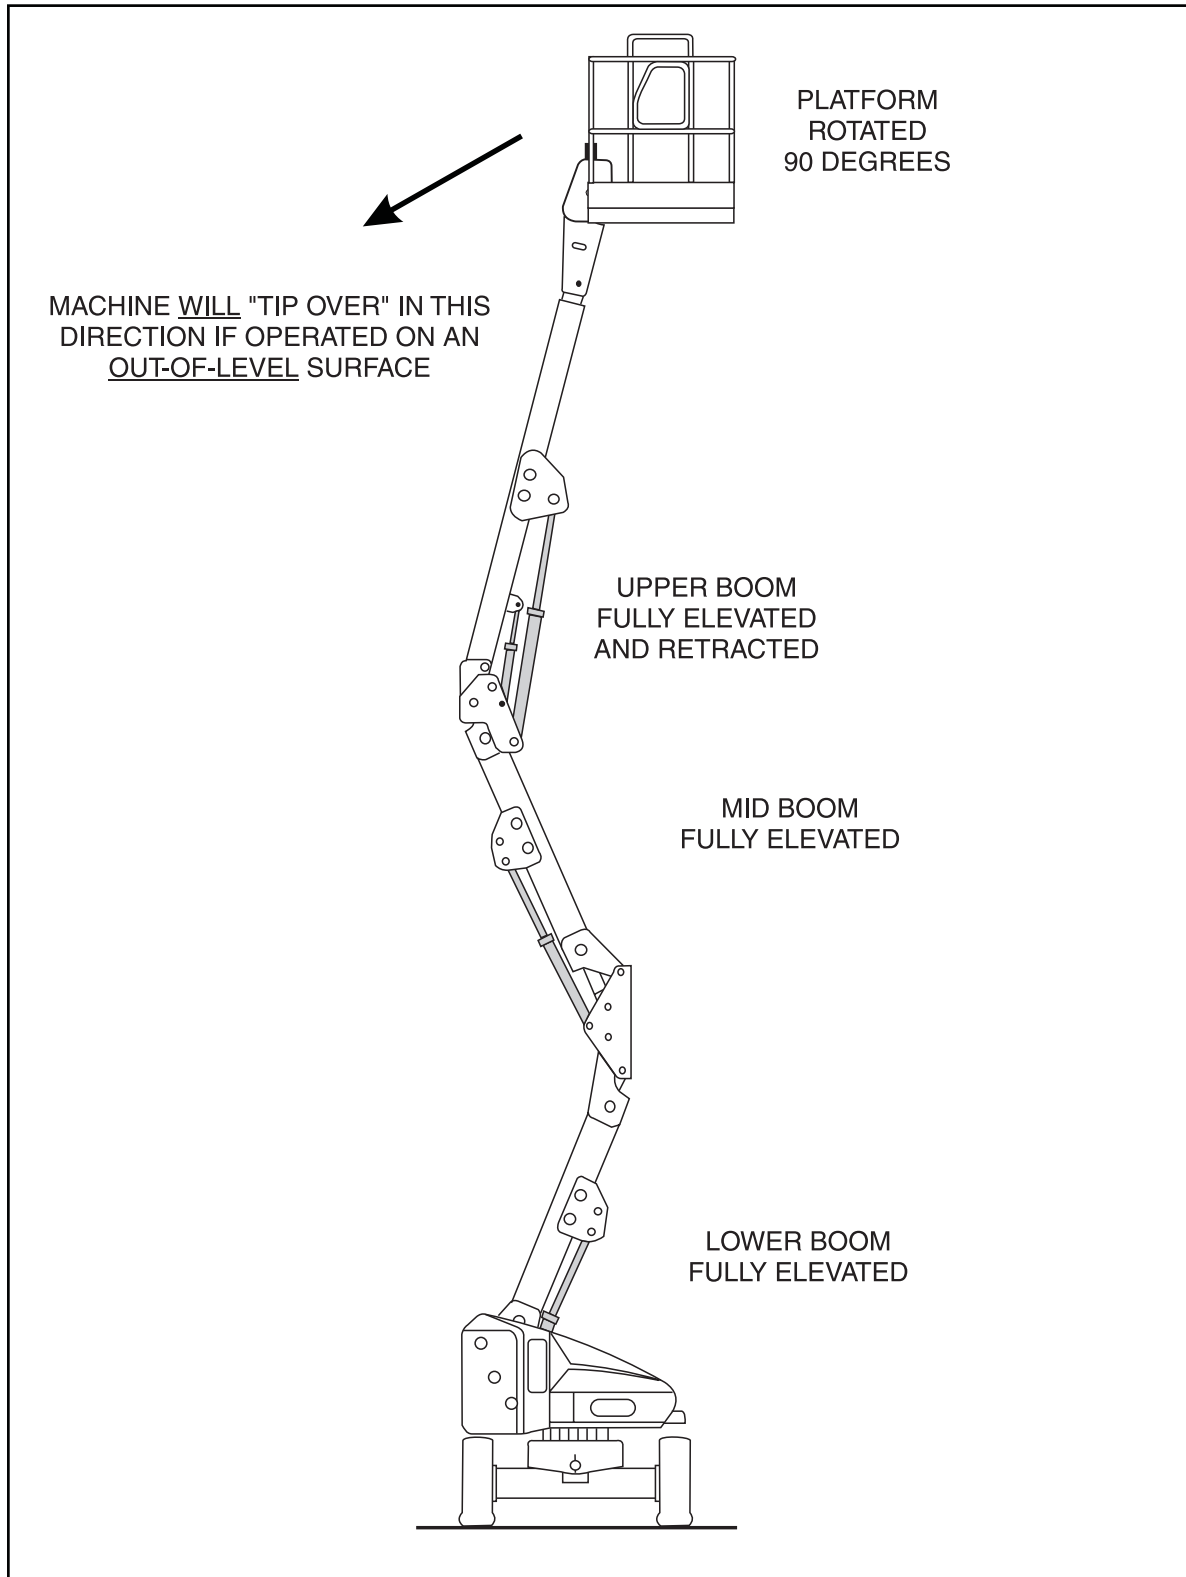 PLATFORM
ROTATED
90 DEGREES
MACHINE WILL "TIP OVER" IN THIS
DIRECTION IF OPERATED ON AN
OUT-OF-LEVEL SURFACE
UPPER BOOM
FULLY ELEVATED
AND RETRACTED
MID BOOM
FULLY ELEVATED
LOWER BOOM
FULLY ELEVATED